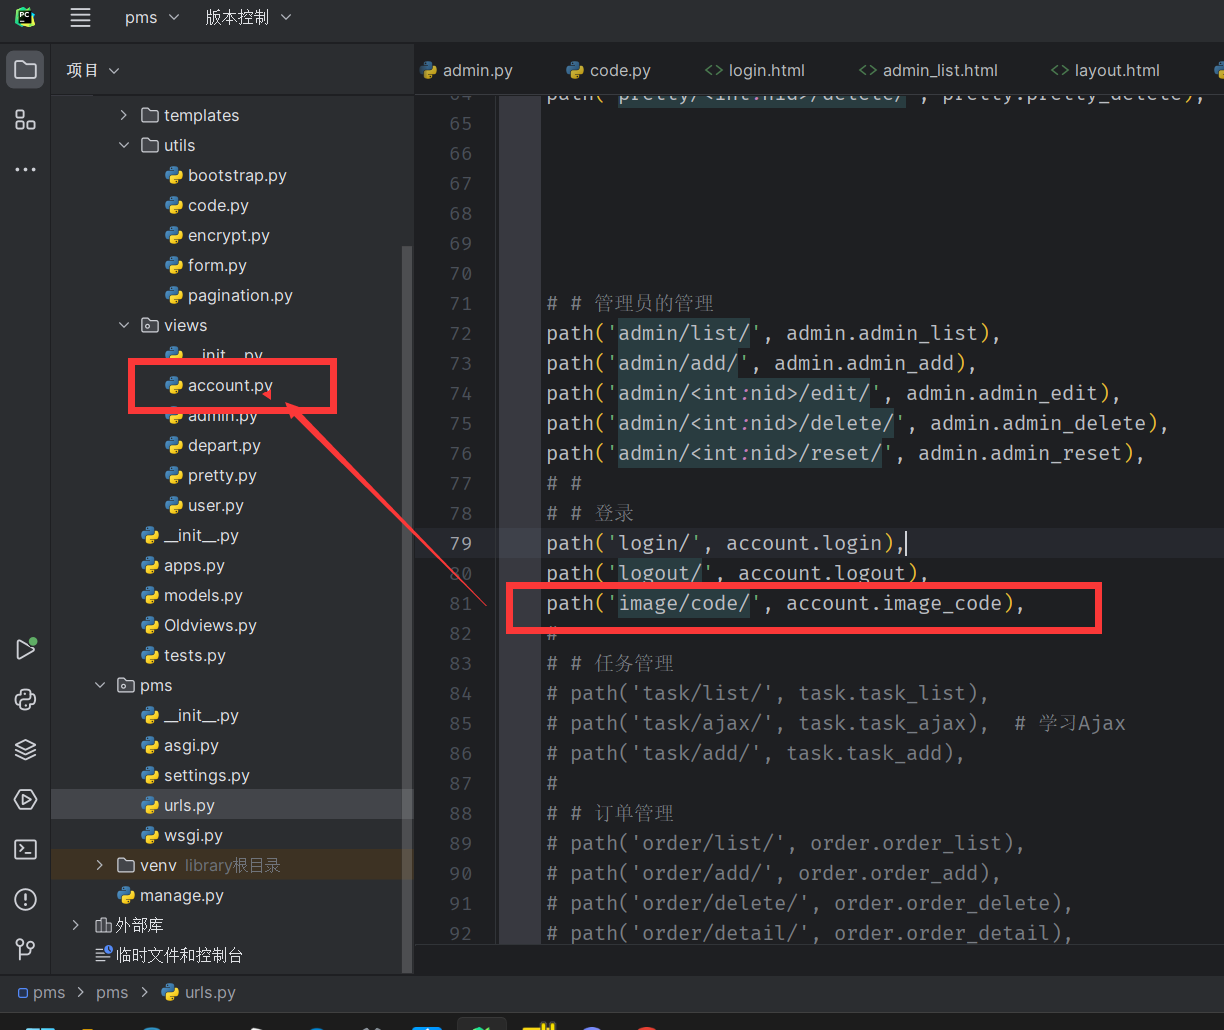 PC
pms
版本控制
项目
admin.py
code.py
login.html
admin_list.html
layout.html
templates
utils
bootstrap.py
code.py
encrypt.py
form.py
pagination.py
views
__init__.py
account.py
admin.py
depart.py
pretty.py
user.py
__init__.py
apps.py
models.py
Oldviews.py
tests.py
pms
__init__.py
asgi.py
settings.py
urls.py
wsgi.py
venv library根目录
manage.py
外部库
临时文件和控制台
64 path('pretty/<int:nid>/delete/', pretty.pretty_delete),
65
66
67
68
69
70
71 # # 管理员的管理
72 path('admin/list/', admin.admin_list),
73 path('admin/add/', admin.admin_add),
74 path('admin/<int:nid>/edit/', admin.admin_edit),
75 path('admin/<int:nid>/delete/', admin.admin_delete),
76 path('admin/<int:nid>/reset/', admin.admin_reset),
77 # #
78 # # 登录
79 path('login/', account.login),
80 path('logout/', account.logout),
81 path('image/code/', account.image_code),
82 #
83 # # 任务管理
84 # path('task/list/', task.task_list),
85 # path('task/ajax/', task.task_ajax), # 学习Ajax
86 # path('task/add/', task.task_add),
87 #
88 # # 订单管理
89 # path('order/list/', order.order_list),
90 # path('order/add/', order.order_add),
91 # path('order/delete/', order.order_delete),
92 # path('order/detail/', order.order_detail),
pms > pms > urls.py